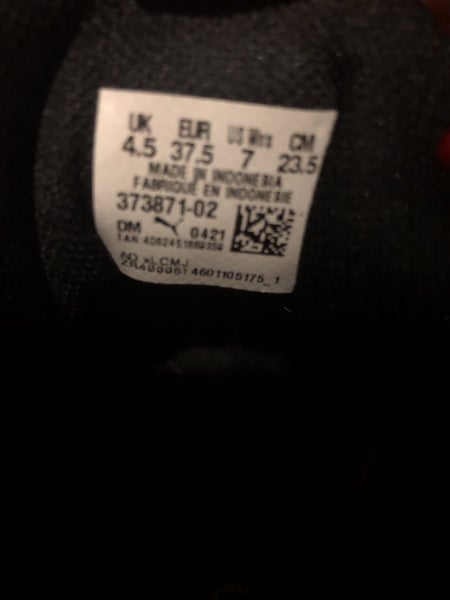 UK EUR US Wns CM
4.5 37.5 7 23.5
MADE IN INDONESIA
FABRIQUÉ EN INDONÉSIE
373871-02
DM 0421